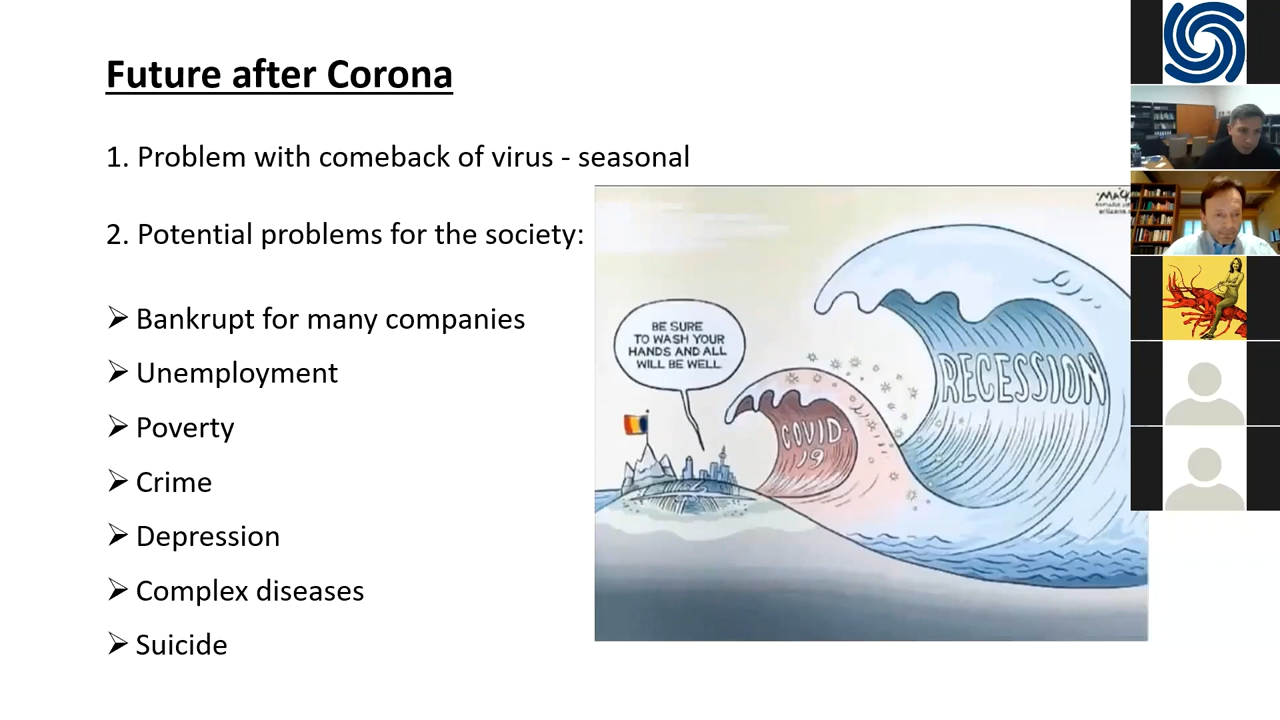 Future after Corona
1. Problem with comeback of virus - seasonal
2. Potential problems for the society:
Bankrupt for many companies
Unemployment
Poverty
Crime
Depression
Complex diseases
Suicide
BE SURE
TO WASH YOUR
HANDS AND ALL
WILL BE WELL.
COVID-
19
RECESSION